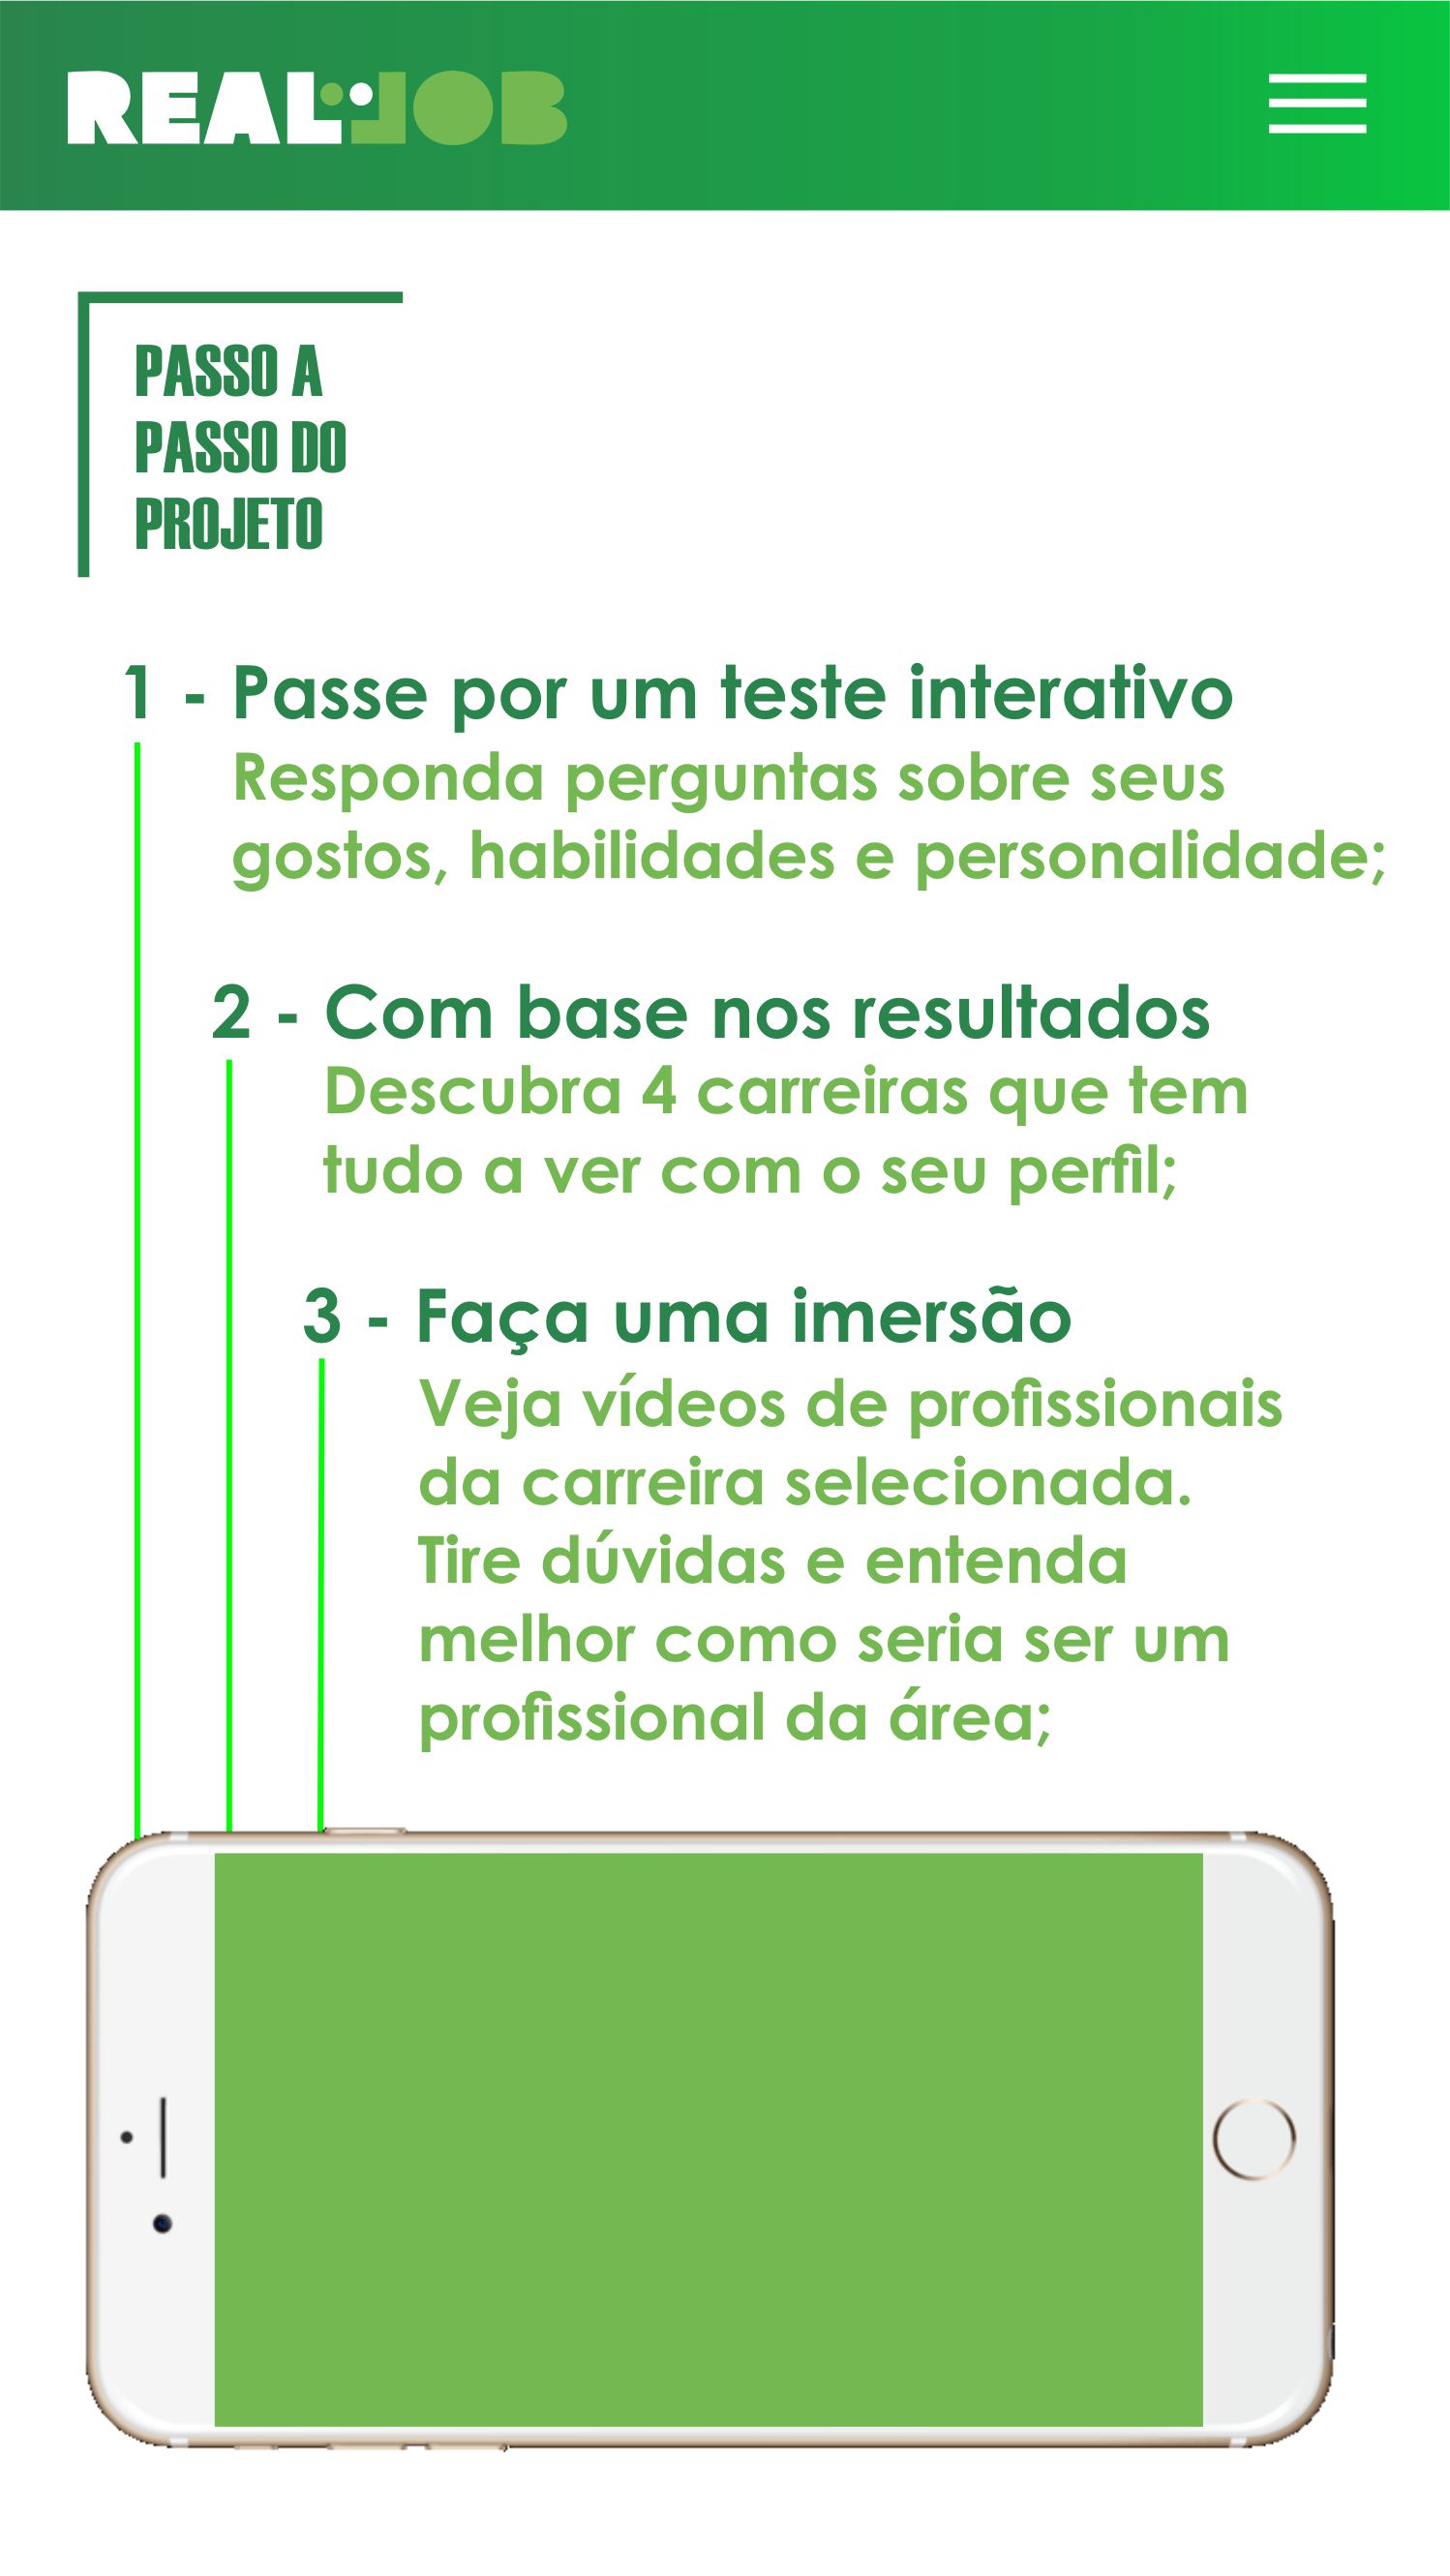 REAL JOB
PASSO A
PASSO DO
PROJETO
1 - Passe por um teste interativo
Responda perguntas sobre seus
gostos, habilidades e personalidade;
2 - Com base nos resultados
Descubra 4 carreiras que tem
tudo a ver com o seu perfil;
3 - Faça uma imersão
Veja vídeos de profissionais
da carreira selecionada.
Tire dúvidas e entenda
melhor como seria ser um
profissional da área;